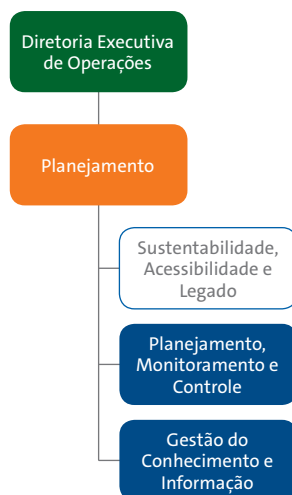 Diretoria Executiva
de Operações
Planejamento
Sustentabilidade,
Acessibilidade e
Legado
Planejamento,
Monitoramento e
Controle
Gestão do
Conhecimento e
Informação